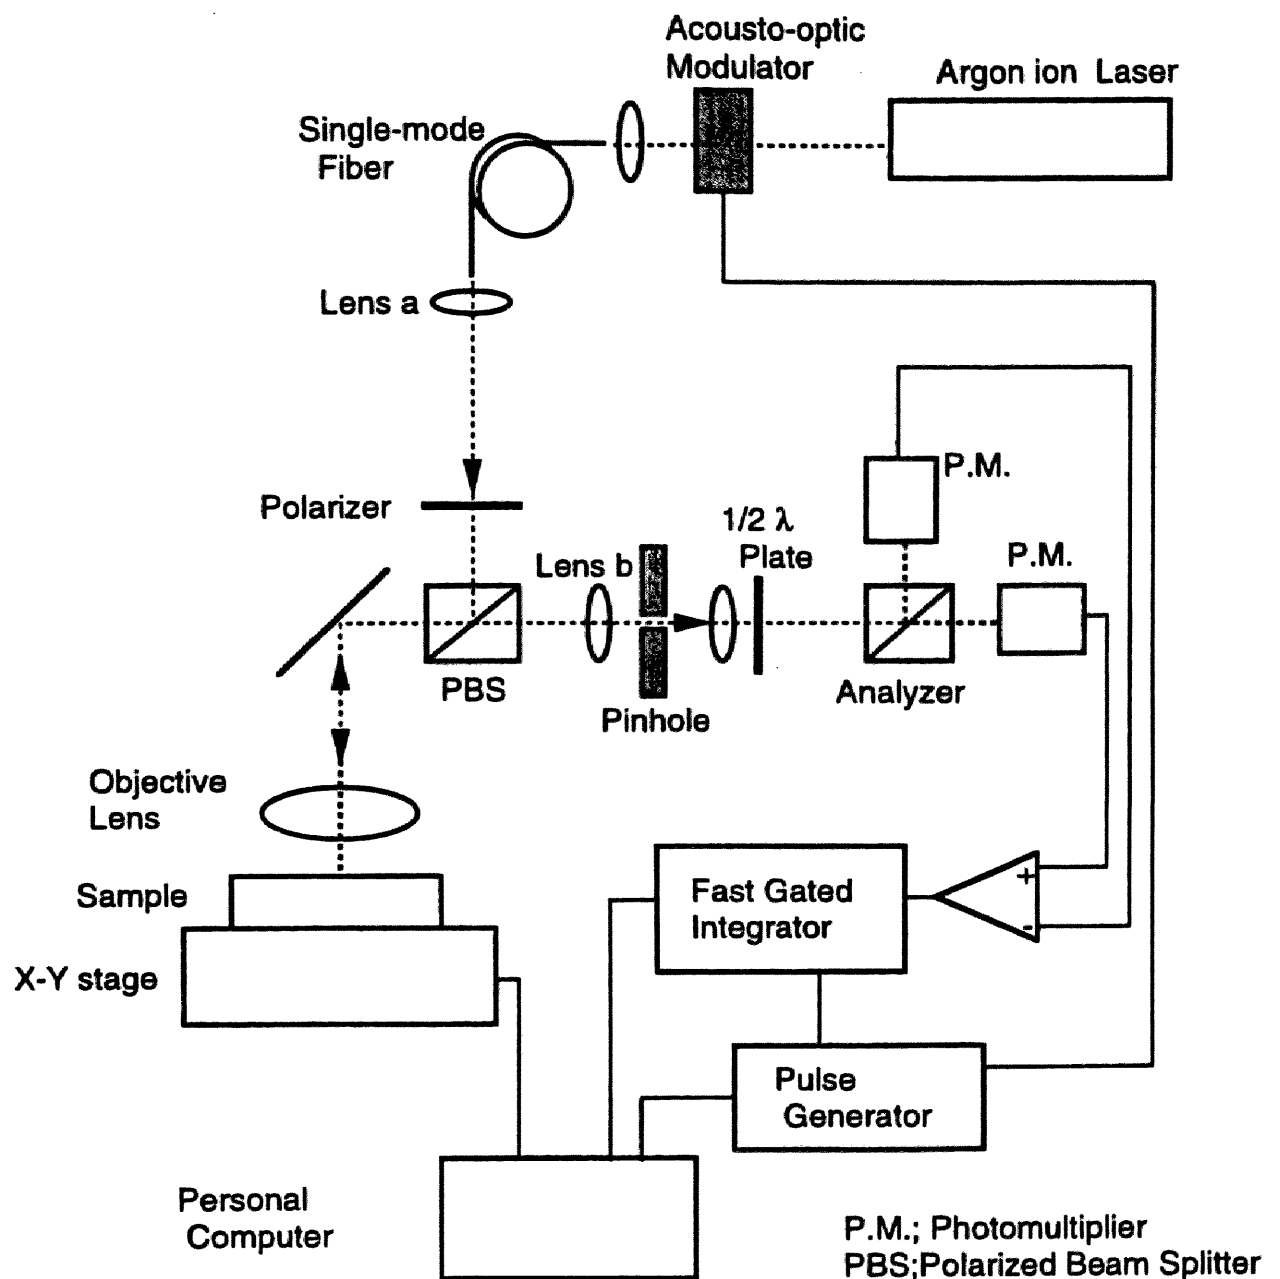 Acousto-optic
Modulator
Argon ion Laser
Single-mode
Fiber
Lens a
P.M.
Polarizer
1/2 λ
Plate
P.M.
Lens b
PBS
Analyzer
Pinhole
Objective
Lens
Sample
Fast Gated
Integrator
+
-
X-Y stage
Pulse
Generator
Personal
Computer
P.M.; Photomultiplier
PBS;Polarized Beam Splitter